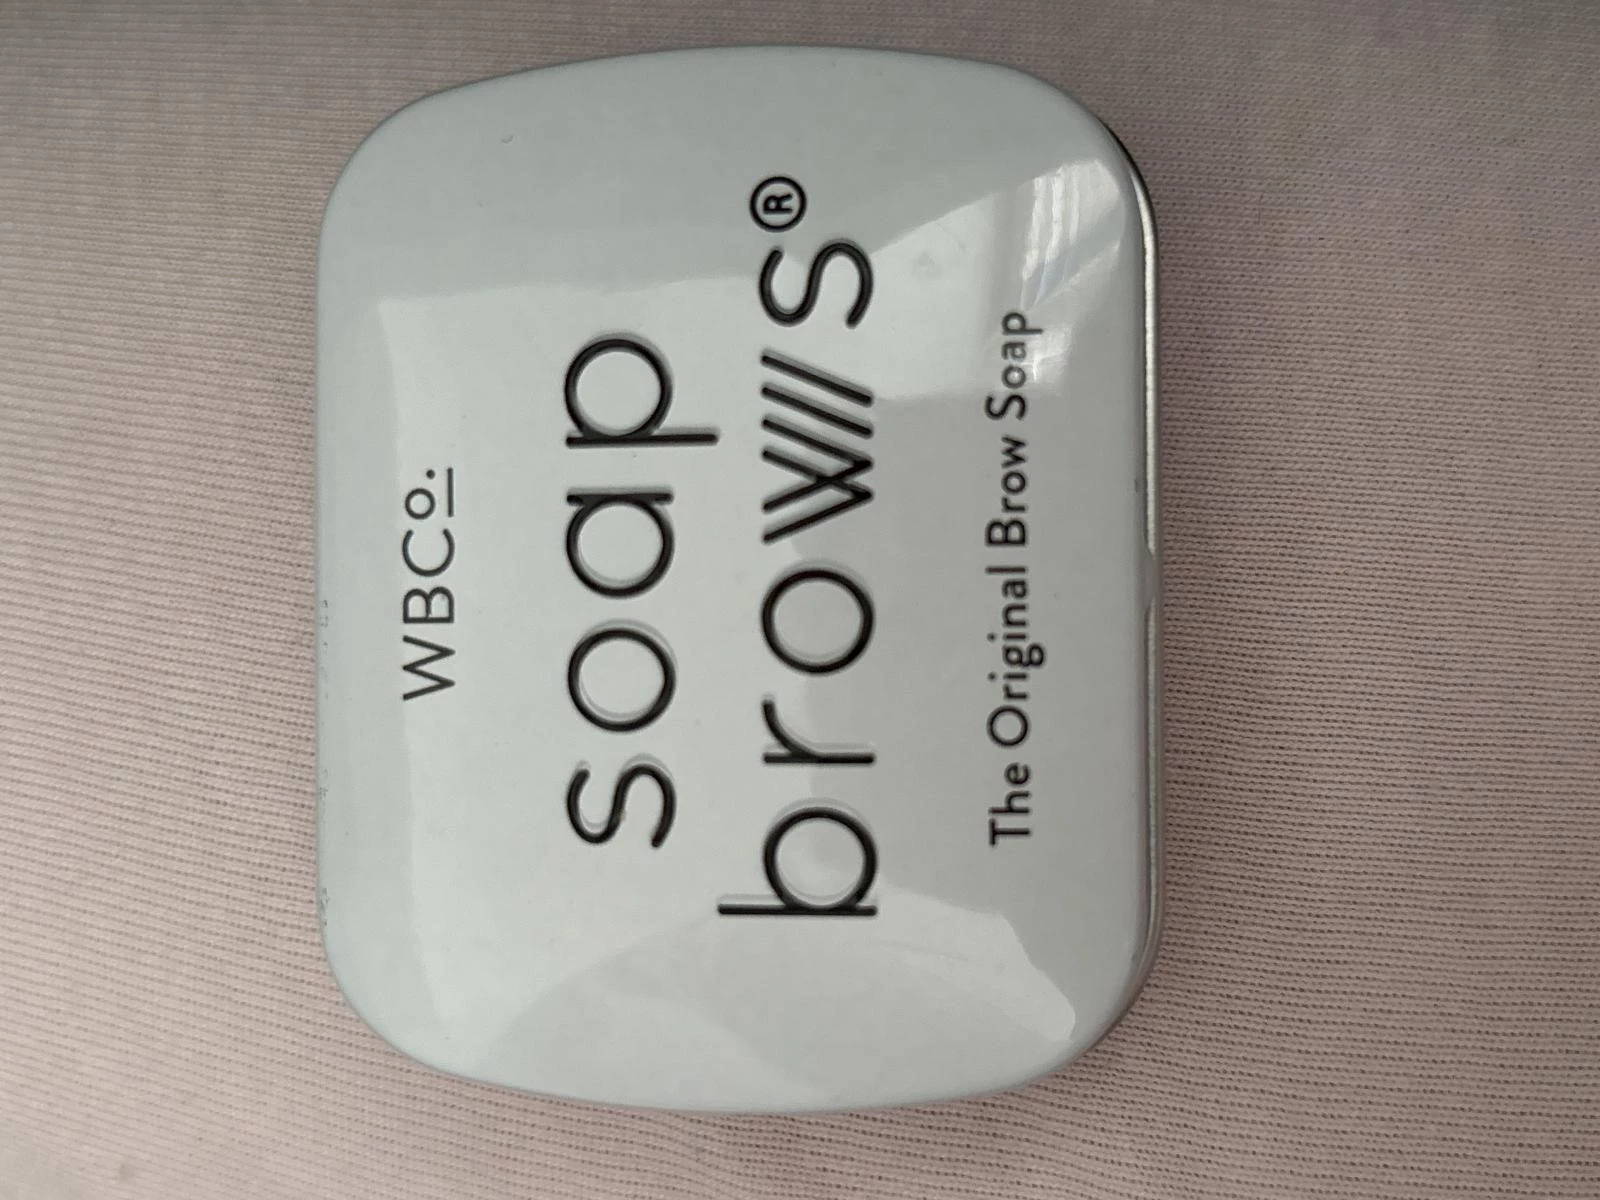 WBCo.
soap
brows®
The Original Brow Soap